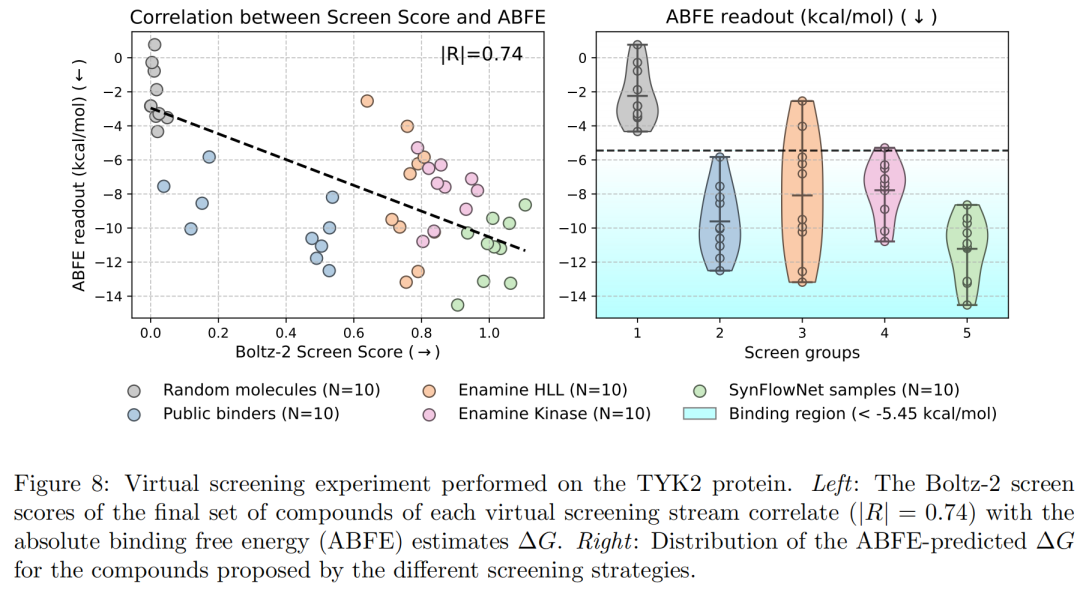 Correlation between Screen Score and ABFE
ABFE readout (kcal/mol) (←)
0
−2
−4
−6
−8
−10
−12
−14
|R|=0.74
0.0 0.2 0.4 0.6 0.8 1.0
Boltz-2 Screen Score (→)
ABFE readout (kcal/mol) (↓)
0
−2
−4
−6
−8
−10
−12
−14
1 2 3 4 5
Screen groups
Random molecules (N=10) Enamine HLL (N=10) SynFlowNet samples (N=10)
Public binders (N=10) Enamine Kinase (N=10) Binding region (< -5.45 kcal/mol)
Figure 8: Virtual screening experiment performed on the TYK2 protein. Left: The Boltz-2 screen
scores of the final set of compounds of each virtual screening stream correlate (|R| = 0.74) with the
absolute binding free energy (ABFE) estimates ΔG. Right: Distribution of the ABFE-predicted ΔG
for the compounds proposed by the different screening strategies.